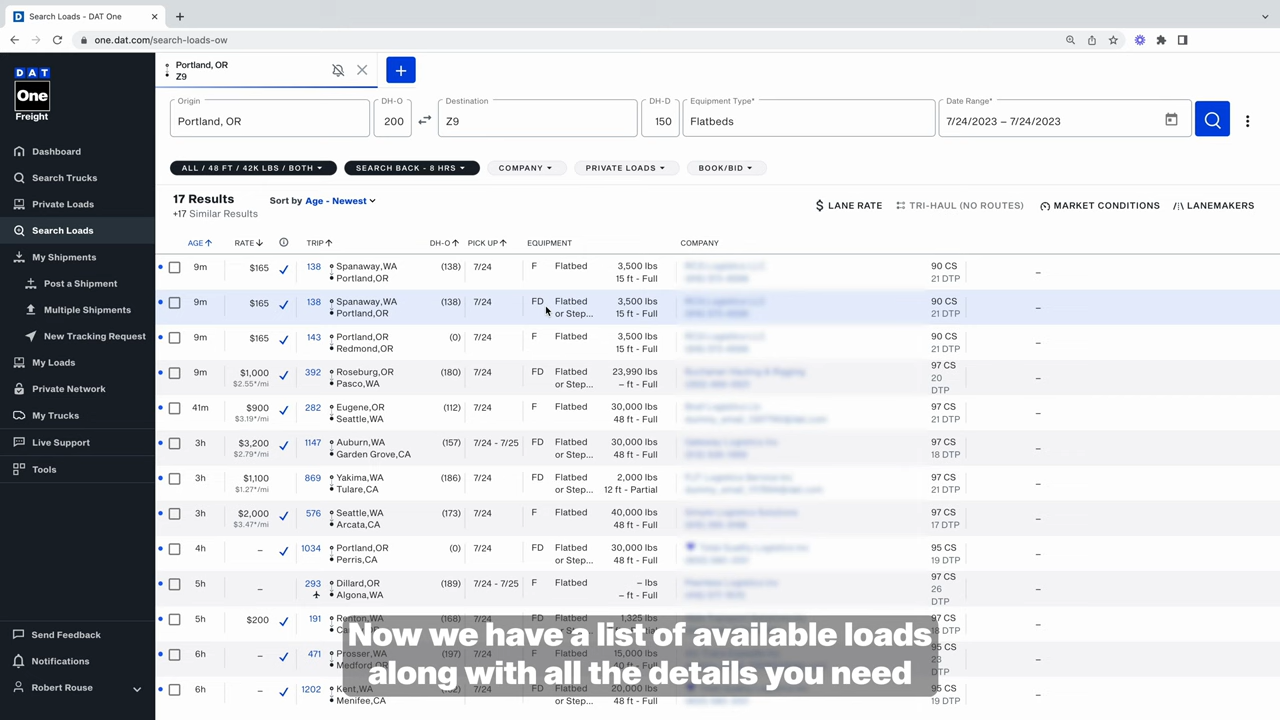 Search Loads - DAT One
one.dat.com/search-loads-ow
DAT
One
Freight
Dashboard
Search Trucks
Private Loads
Search Loads
My Shipments
Post a Shipment
Multiple Shipments
New Tracking Request
My Loads
Private Network
My Trucks
Live Support
Tools
Send Feedback
Notifications
Robert Rouse
Portland, OR
Z9
Origin DH-O Destination DH-D Equipment Type* Date Range*
Portland, OR 200 Z9 150 Flatbeds 7/24/2023 – 7/24/2023
ALL / 48 FT / 42K LBS / BOTH SEARCH BACK - 8 HRS COMPANY PRIVATE LOADS BOOK/BID
17 Results Sort by Age - Newest
+17 Similar Results
LANE RATE TRI-HAUL (NO ROUTES) MARKET CONDITIONS LANEMAKERS
AGE RATE TRIP DH-O PICK UP EQUIPMENT COMPANY
9m $165 138 Spanaway,WA (138) 7/24 F Flatbed 3,500 lbs 90 CS –
Portland,OR 15 ft - Full 21 DTP
9m $165 138 Spanaway,WA (138) 7/24 FD Flatbed 3,500 lbs 90 CS –
Portland,OR or Step... 15 ft - Full 21 DTP
9m $165 143 Portland,OR (0) 7/24 F Flatbed 3,500 lbs 90 CS –
Redmond,OR 15 ft - Full 21 DTP
9m $1,000 392 Roseburg,OR (180) 7/24 FD Flatbed 23,990 lbs 97 CS –
$2.55*/mi Pasco,WA or Step... – ft - Full 20
DTP
41m $900 282 Eugene,OR (112) 7/24 F Flatbed 30,000 lbs 97 CS –
$3.19*/mi Seattle,WA 48 ft - Full 21 DTP
3h $3,200 1147 Auburn,WA (157) 7/24 - 7/25 FD Flatbed 30,000 lbs 97 CS –
$2.79*/mi Garden Grove,CA or Step... 48 ft - Full 18 DTP
3h $1,100 869 Yakima,WA (186) 7/24 FD Flatbed 2,000 lbs 97 CS –
$1.27*/mi Tulare,CA or Step... 12 ft - Partial 21 DTP
3h $2,000 576 Seattle,WA (173) 7/24 F Flatbed 40,000 lbs 97 CS –
$3.47*/mi Arcata,CA 48 ft - Full 17 DTP
4h – 1034 Portland,OR (0) 7/24 FD Flatbed 30,000 lbs 95 CS –
Perris,CA or Step... 48 ft - Full 19 DTP
5h – 293 Dillard,OR (189) 7/24 - 7/25 F Flatbed – lbs 97 CS –
Algona,WA – ft - Full 26
DTP
5h $200 191 Renton,WA (168) 7/24 Flatbed 1,325 lbs 97 CS –
6h – 471 Prosser,WA (197) 7/24 15,000 –
Medford,OR 23
DTP
6h – 1202 Kent,WA 7/24 FD Flatbed 20,000 lbs 95 CS –
Menifee,CA or Step... 48 ft - Full 19 DTP
Now we have a list of available loads
along with all the details you need